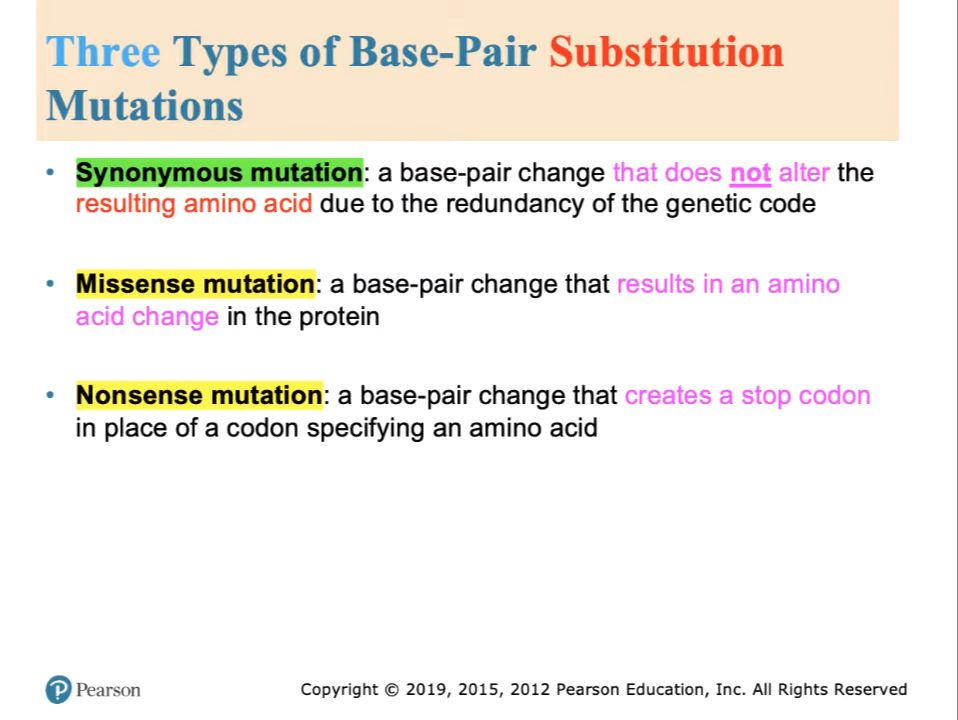 Three Types of Base-Pair Substitution
Mutations
• Synonymous mutation: a base-pair change that does not alter the
resulting amino acid due to the redundancy of the genetic code
• Missense mutation: a base-pair change that results in an amino
acid change in the protein
• Nonsense mutation: a base-pair change that creates a stop codon
in place of a codon specifying an amino acid
P Pearson
Copyright © 2019, 2015, 2012 Pearson Education, Inc. All Rights Reserved